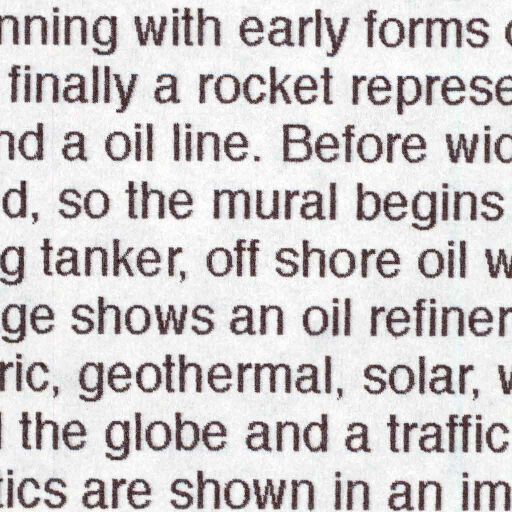 nning with early forms
finally a rocket represe
nd a oil line. Before wid
d, so the mural begins
g tanker, off shore oil w
ge shows an oil refiner
ric, geothermal, solar, w
the globe and a traffic
tics are shown in an im